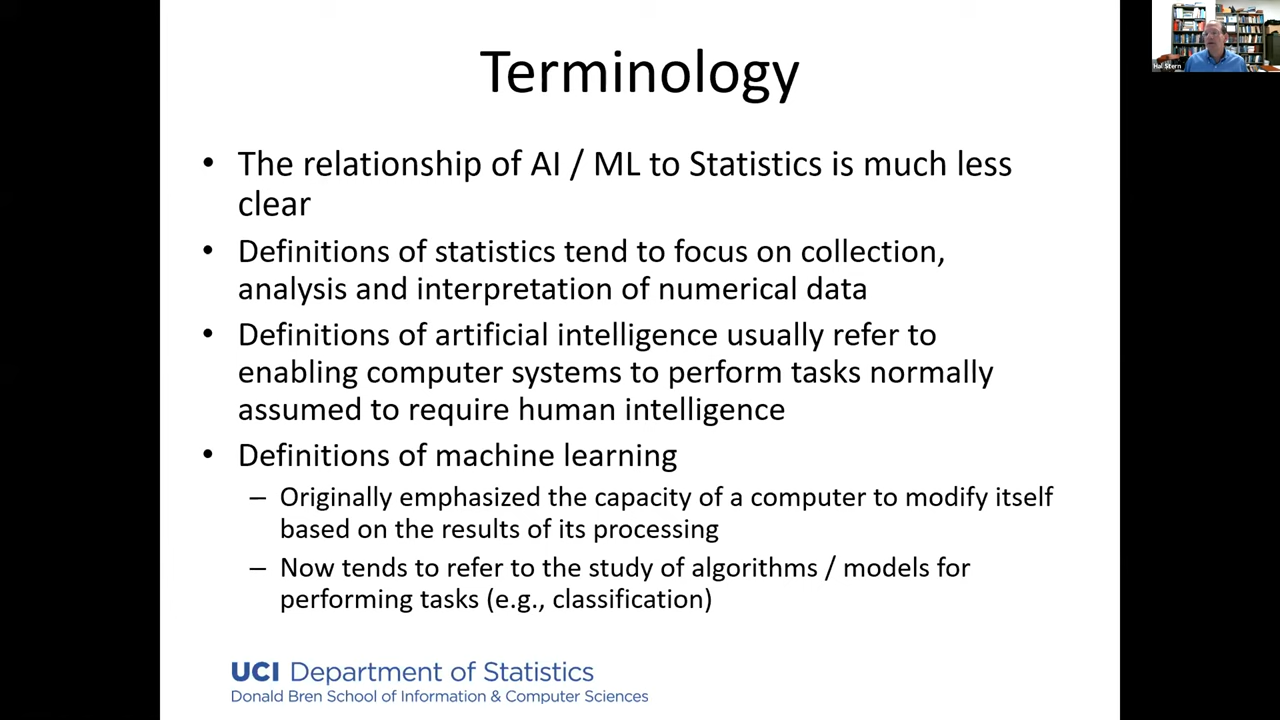 Terminology
Hal Stern
• The relationship of AI / ML to Statistics is much less
clear
• Definitions of statistics tend to focus on collection,
analysis and interpretation of numerical data
• Definitions of artificial intelligence usually refer to
enabling computer systems to perform tasks normally
assumed to require human intelligence
• Definitions of machine learning
– Originally emphasized the capacity of a computer to modify itself
based on the results of its processing
– Now tends to refer to the study of algorithms / models for
performing tasks (e.g., classification)
UCI Department of Statistics
Donald Bren School of Information & Computer Sciences